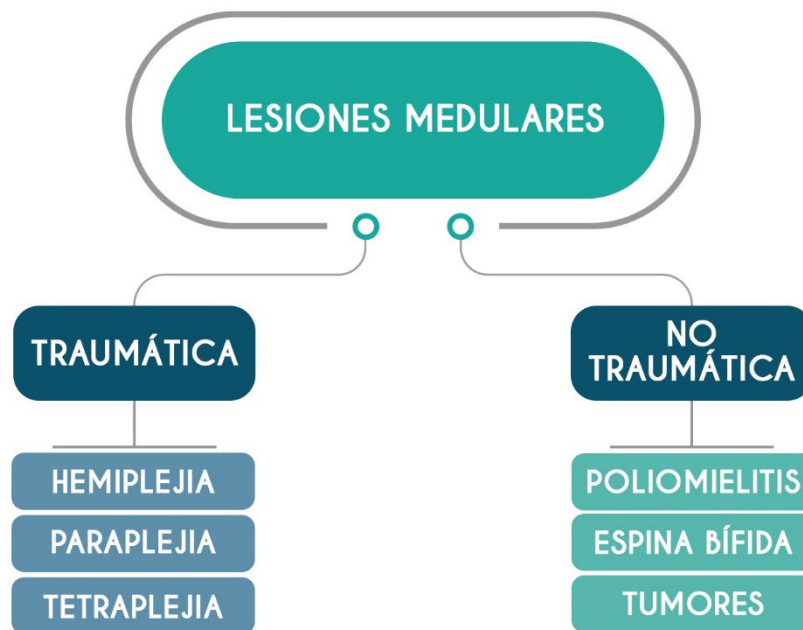 LESIONES MEDULARES
TRAUMÁTICA
HEMIPLEJIA
PARAPLEJIA
TETRAPLEJIA
NO
TRAUMÁTICA
POLIOMIELITIS
ESPINA BÍFIDA
TUMORES